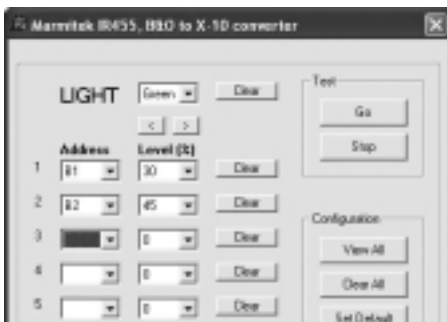 Marmitek IR455, B&O to X-10 converter
LIGHT Green Clear
< >
Address Level (%)
1 B1 30 Clear
2 B2 45 Clear
3 0 Clear
4 0 Clear
5 0 Clear
Test
Go
Stop
Configuration
View All
Clear All
Set Default